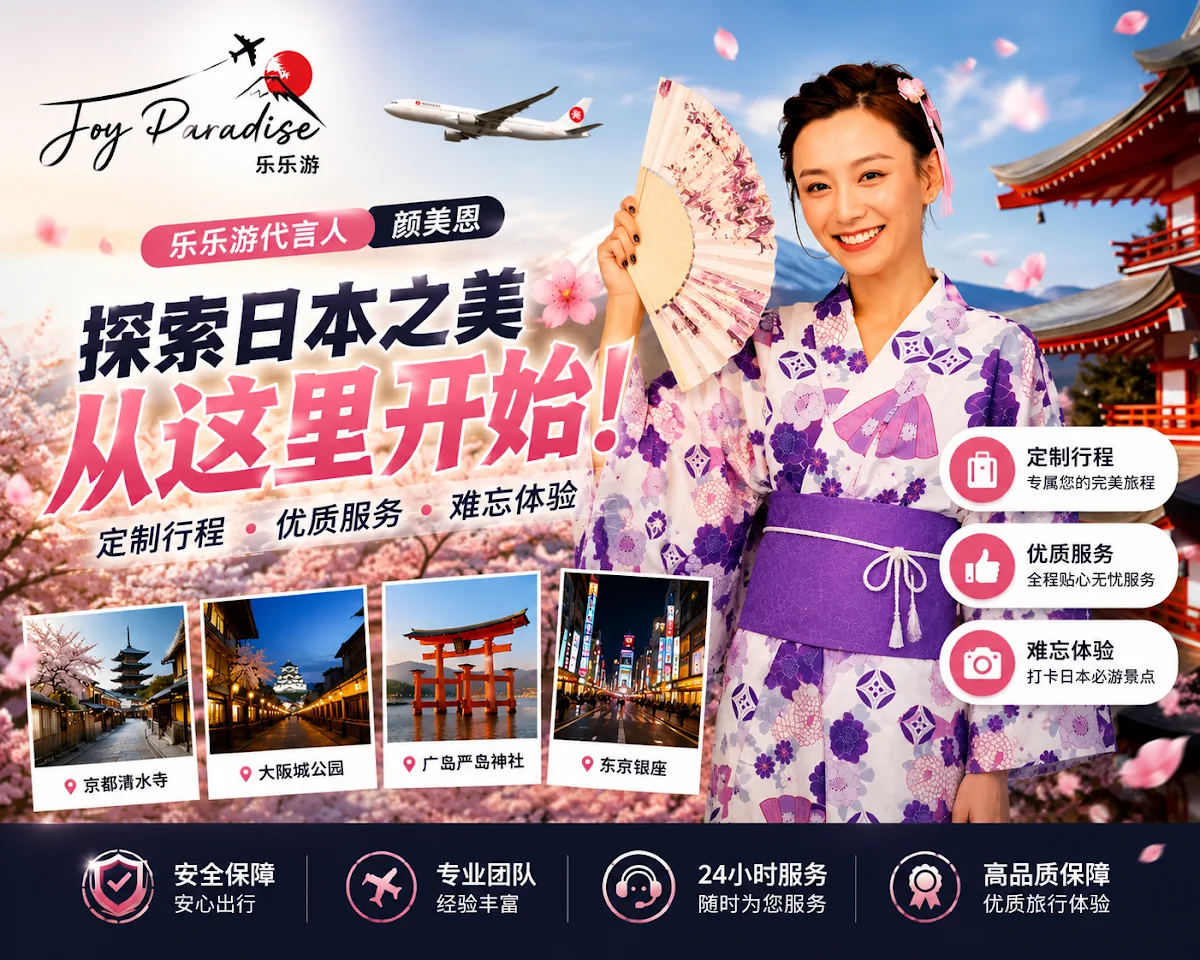 Joy Paradise
乐乐游
乐乐游代言人 颜美恩
探索日本之美
从这里开始!
定制行程 • 优质服务 • 难忘体验
定制行程
专属您的完美旅程
优质服务
全程贴心无忧服务
难忘体验
打卡日本必游景点
京都清水寺
大阪城公园
广岛严岛神社
东京银座
安全保障
安心出行
专业团队
经验丰富
24小时服务
随时为您服务
高品质保障
优质旅行体验